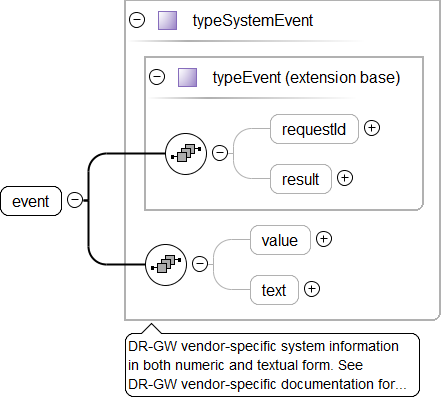 typeSystemEvent
typeEvent (extension base)
requestId
result
event
value
text
DR-GW vendor-specific system information
in both numeric and textual form. See
DR-GW vendor-specific documentation for...